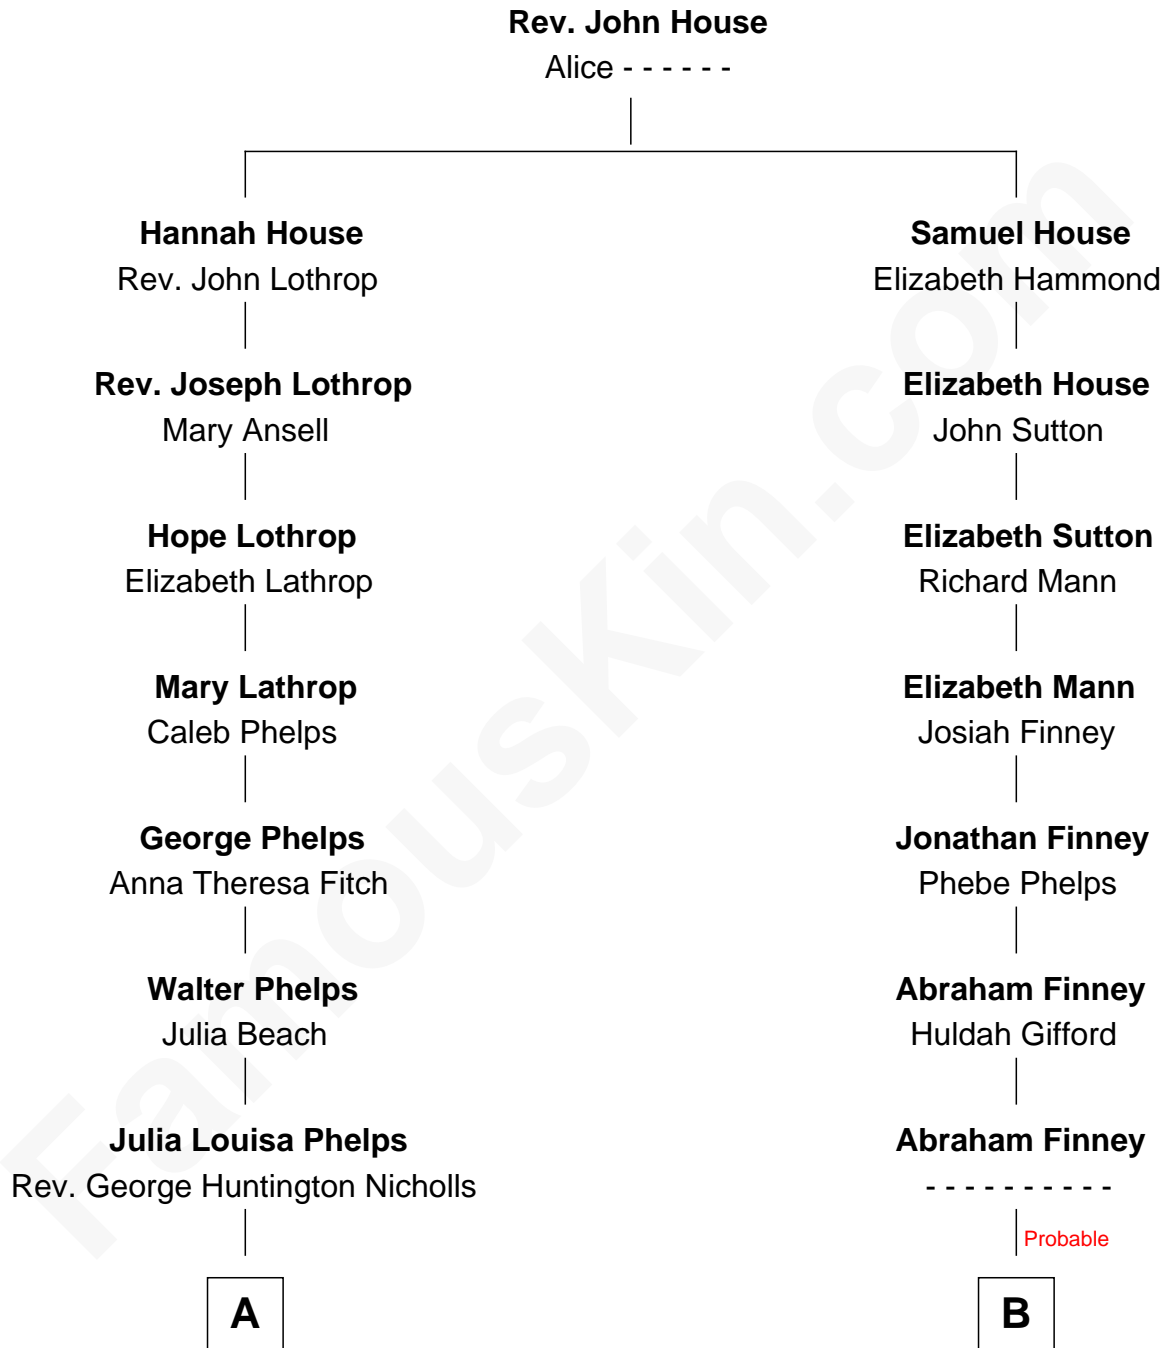 Rev. John House
Alice - - - - - -
Hannah House
Rev. John Lothrop
Samuel House
Elizabeth Hammond
Rev. Joseph Lothrop
Mary Ansell
Elizabeth House
John Sutton
Hope Lothrop
Elizabeth Lathrop
Elizabeth Sutton
Richard Mann
Mary Lathrop
Caleb Phelps
Elizabeth Mann
Josiah Finney
George Phelps
Anna Theresa Fitch
Jonathan Finney
Phebe Phelps
Walter Phelps
Julia Beach
Abraham Finney
Huldah Gifford
Julia Louisa Phelps
Rev. George Huntington Nicholls
Abraham Finney
- - - - - - - - - -
Probable
A
B
FamousKin.com